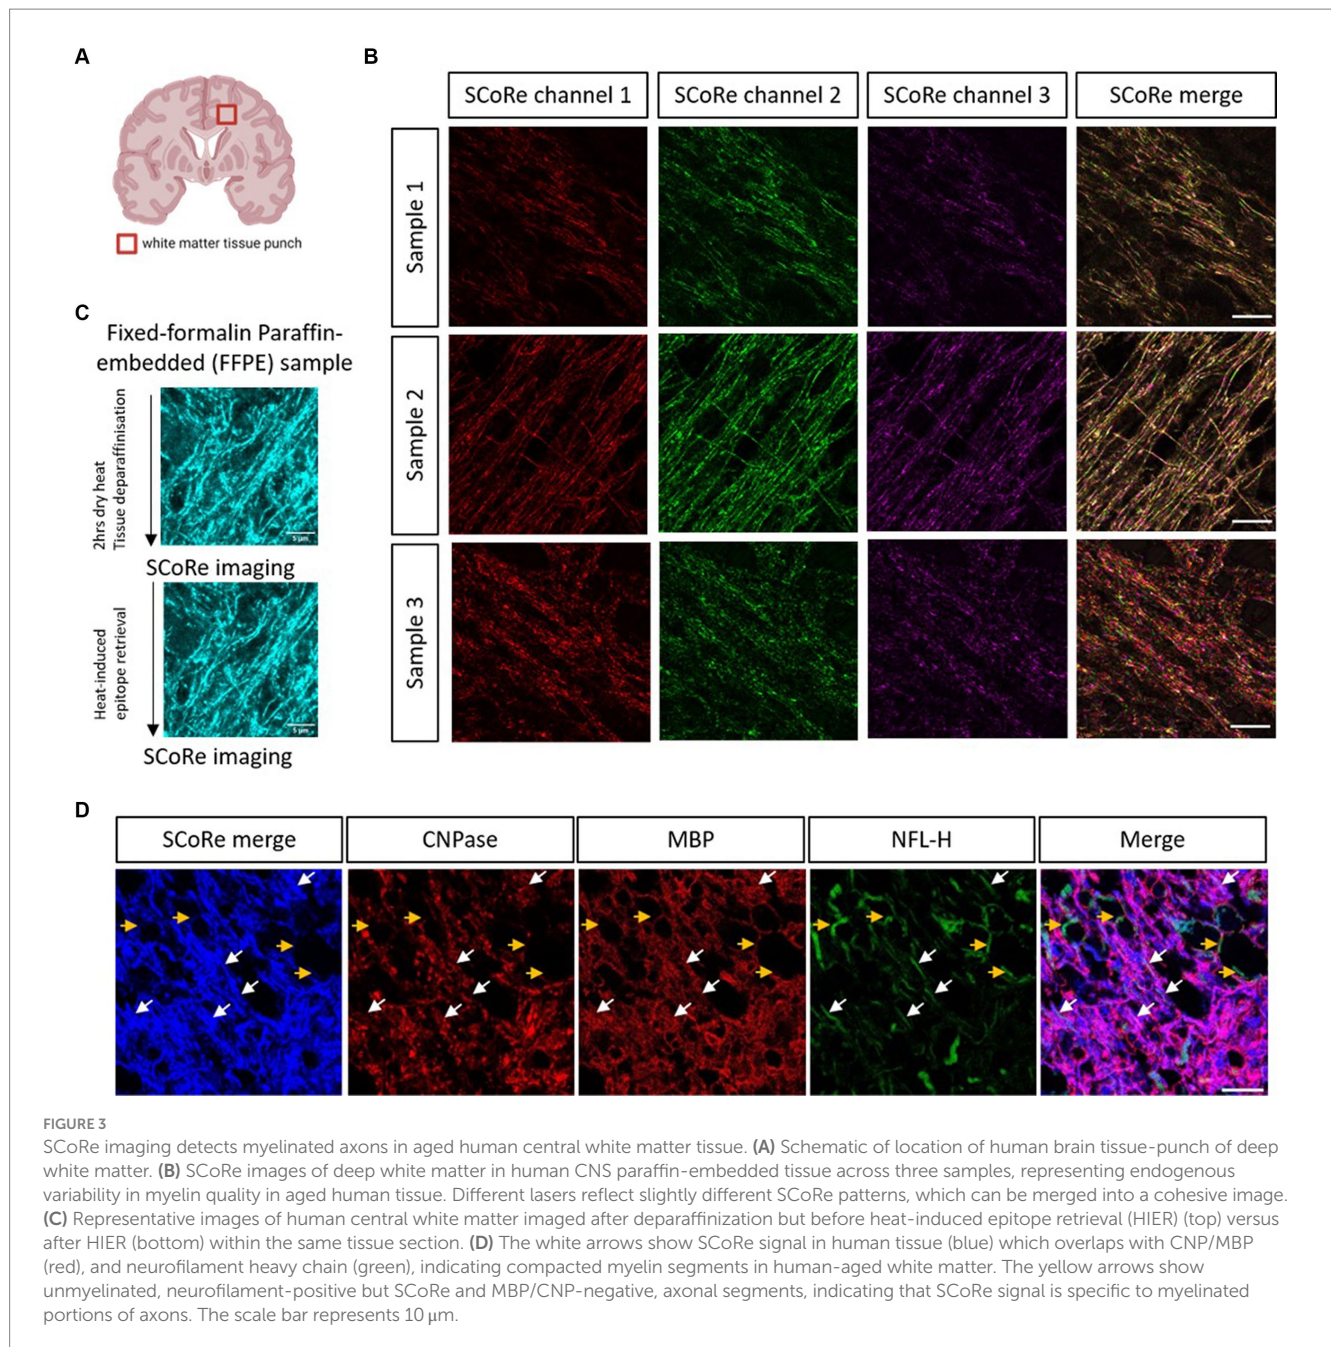 A
white matter tissue punch
B
SCoRe channel 1
SCoRe channel 2
SCoRe channel 3
SCoRe merge
Sample 1
Sample 2
Sample 3
C
Fixed-formalin Paraffin-
embedded (FFPE) sample
2hrs dry heat
Tissue deparaffinisation
5 µm
SCoRe imaging
Heat-induced
epitope retrieval
5 µm
SCoRe imaging
D
SCoRe merge
CNPase
MBP
NFL-H
Merge
FIGURE 3
SCoRe imaging detects myelinated axons in aged human central white matter tissue. (A) Schematic of location of human brain tissue-punch of deep
white matter. (B) SCoRe images of deep white matter in human CNS paraffin-embedded tissue across three samples, representing endogenous
variability in myelin quality in aged human tissue. Different lasers reflect slightly different SCoRe patterns, which can be merged into a cohesive image.
(C) Representative images of human central white matter imaged after deparaffinization but before heat-induced epitope retrieval (HIER) (top) versus
after HIER (bottom) within the same tissue section. (D) The white arrows show SCoRe signal in human tissue (blue) which overlaps with CNP/MBP
(red), and neurofilament heavy chain (green), indicating compacted myelin segments in human-aged white matter. The yellow arrows show
unmyelinated, neurofilament-positive but SCoRe and MBP/CNP-negative, axonal segments, indicating that SCoRe signal is specific to myelinated
portions of axons. The scale bar represents 10 μm.